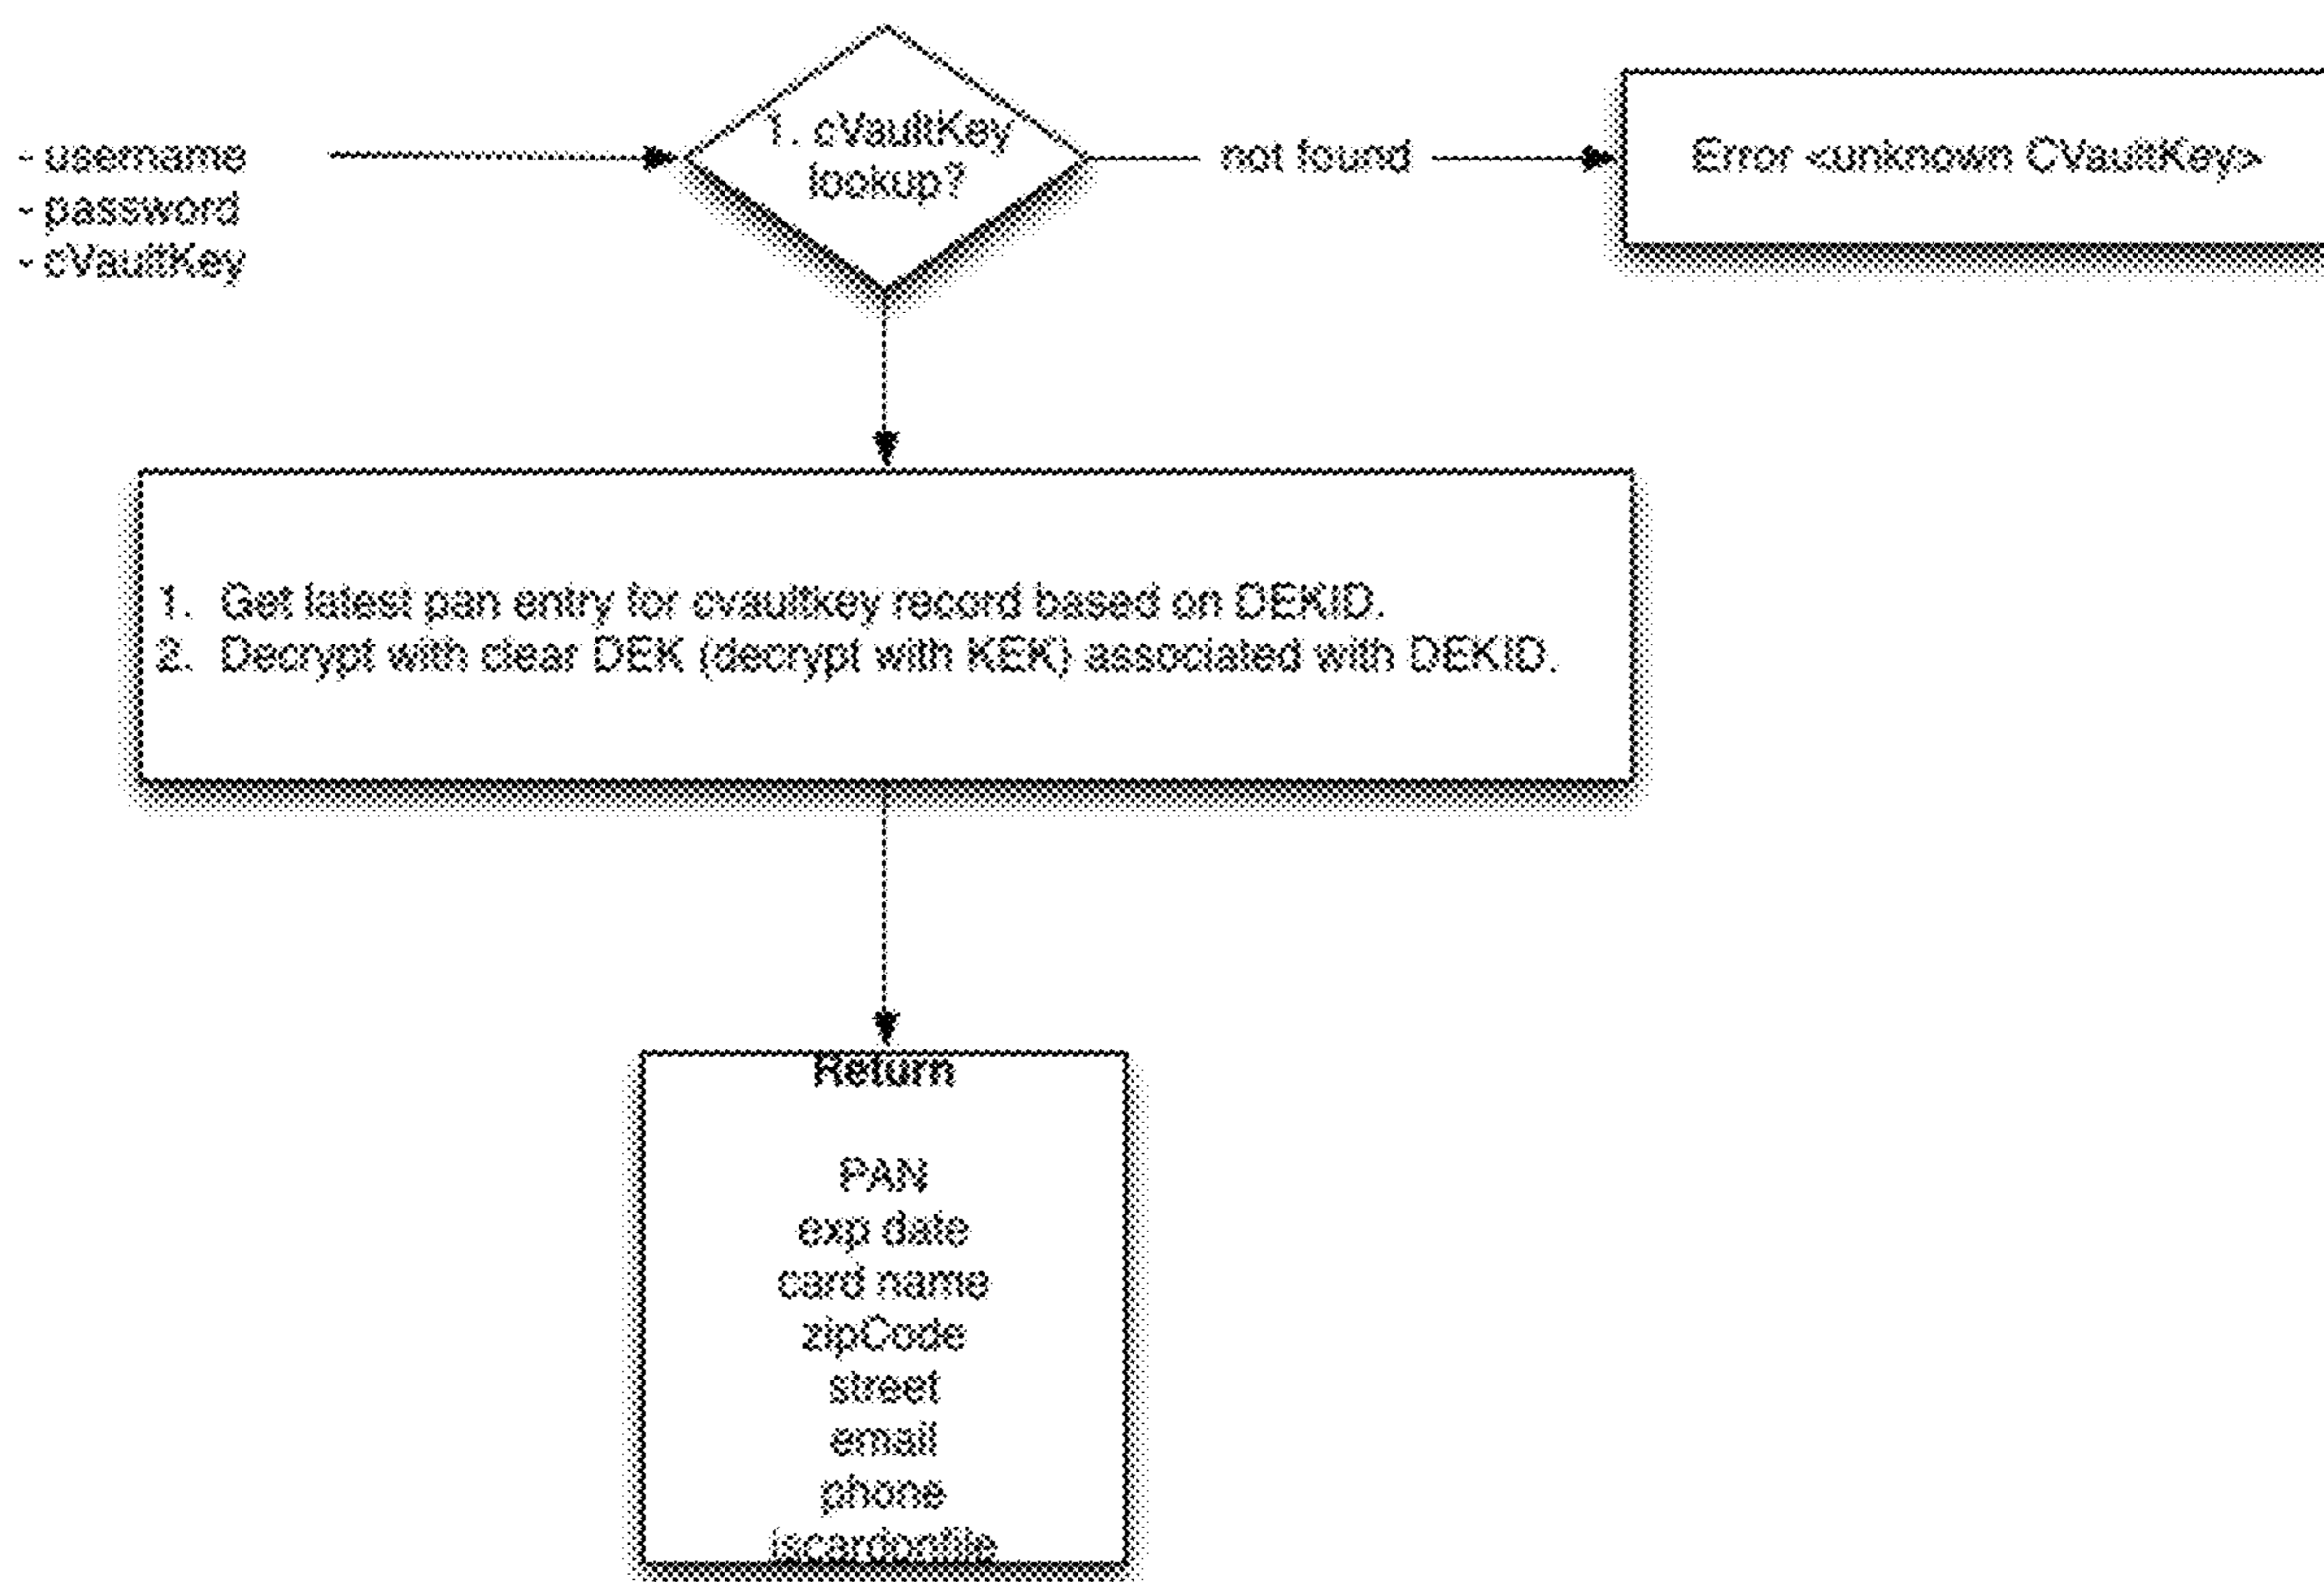 - username
- password
- cVaultKey
1. cVaultKey
lookup?
not found
Error <unknown CVaultKey>
1. Get latest pan entry for cvaultkey record based on DEKID.
2. Decrypt with clear DEK (decrypt with KEK) associated with DEKID.
Return
PAN
exp date
card name
zipCode
street
email
phone
iscardonfile